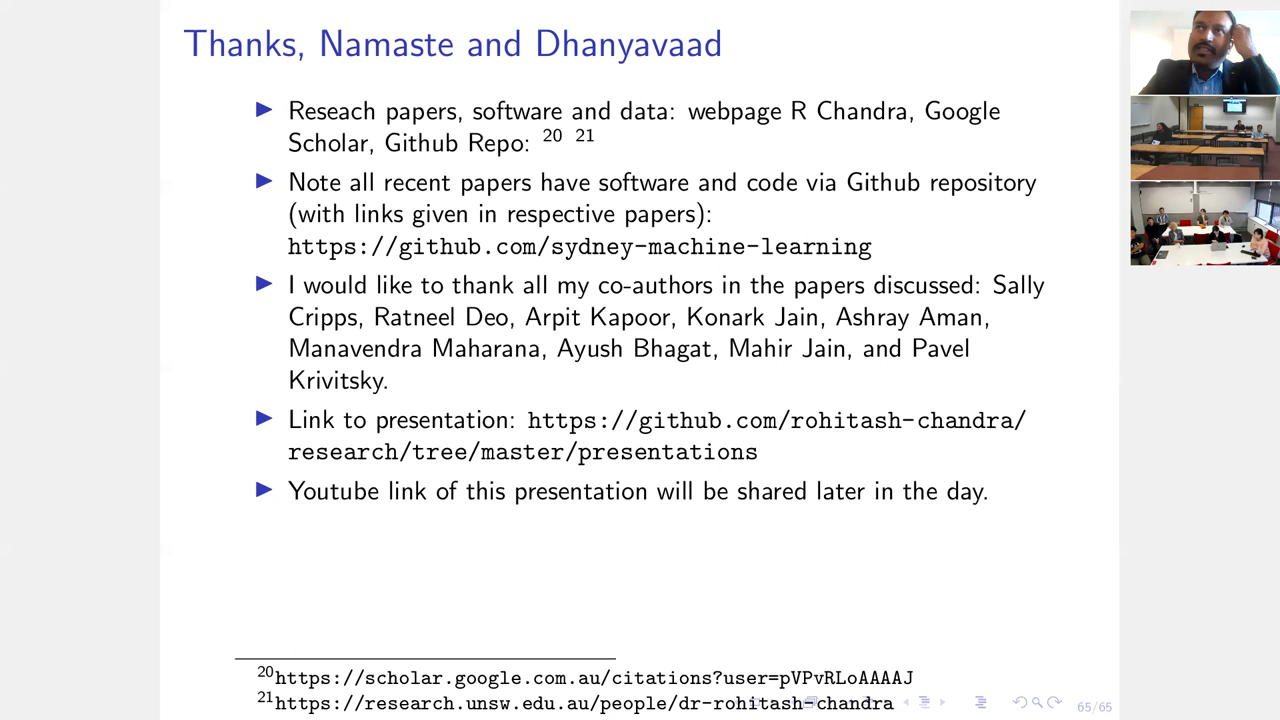 Thanks, Namaste and Dhanyavaad
Reseach papers, software and data: webpage R Chandra, Google
Scholar, Github Repo: 20 21
Note all recent papers have software and code via Github repository
(with links given in respective papers):
https://github.com/sydney-machine-learning
I would like to thank all my co-authors in the papers discussed: Sally
Cripps, Ratneel Deo, Arpit Kapoor, Konark Jain, Ashray Aman,
Manavendra Maharana, Ayush Bhagat, Mahir Jain, and Pavel
Krivitsky.
Link to presentation: https://github.com/rohitash-chandra/
research/tree/master/presentations
Youtube link of this presentation will be shared later in the day.
20https://scholar.google.com.au/citations?user=pVPvRLoAAAAJ
21https://research.unsw.edu.au/people/dr-rohitash-chandra
65/65